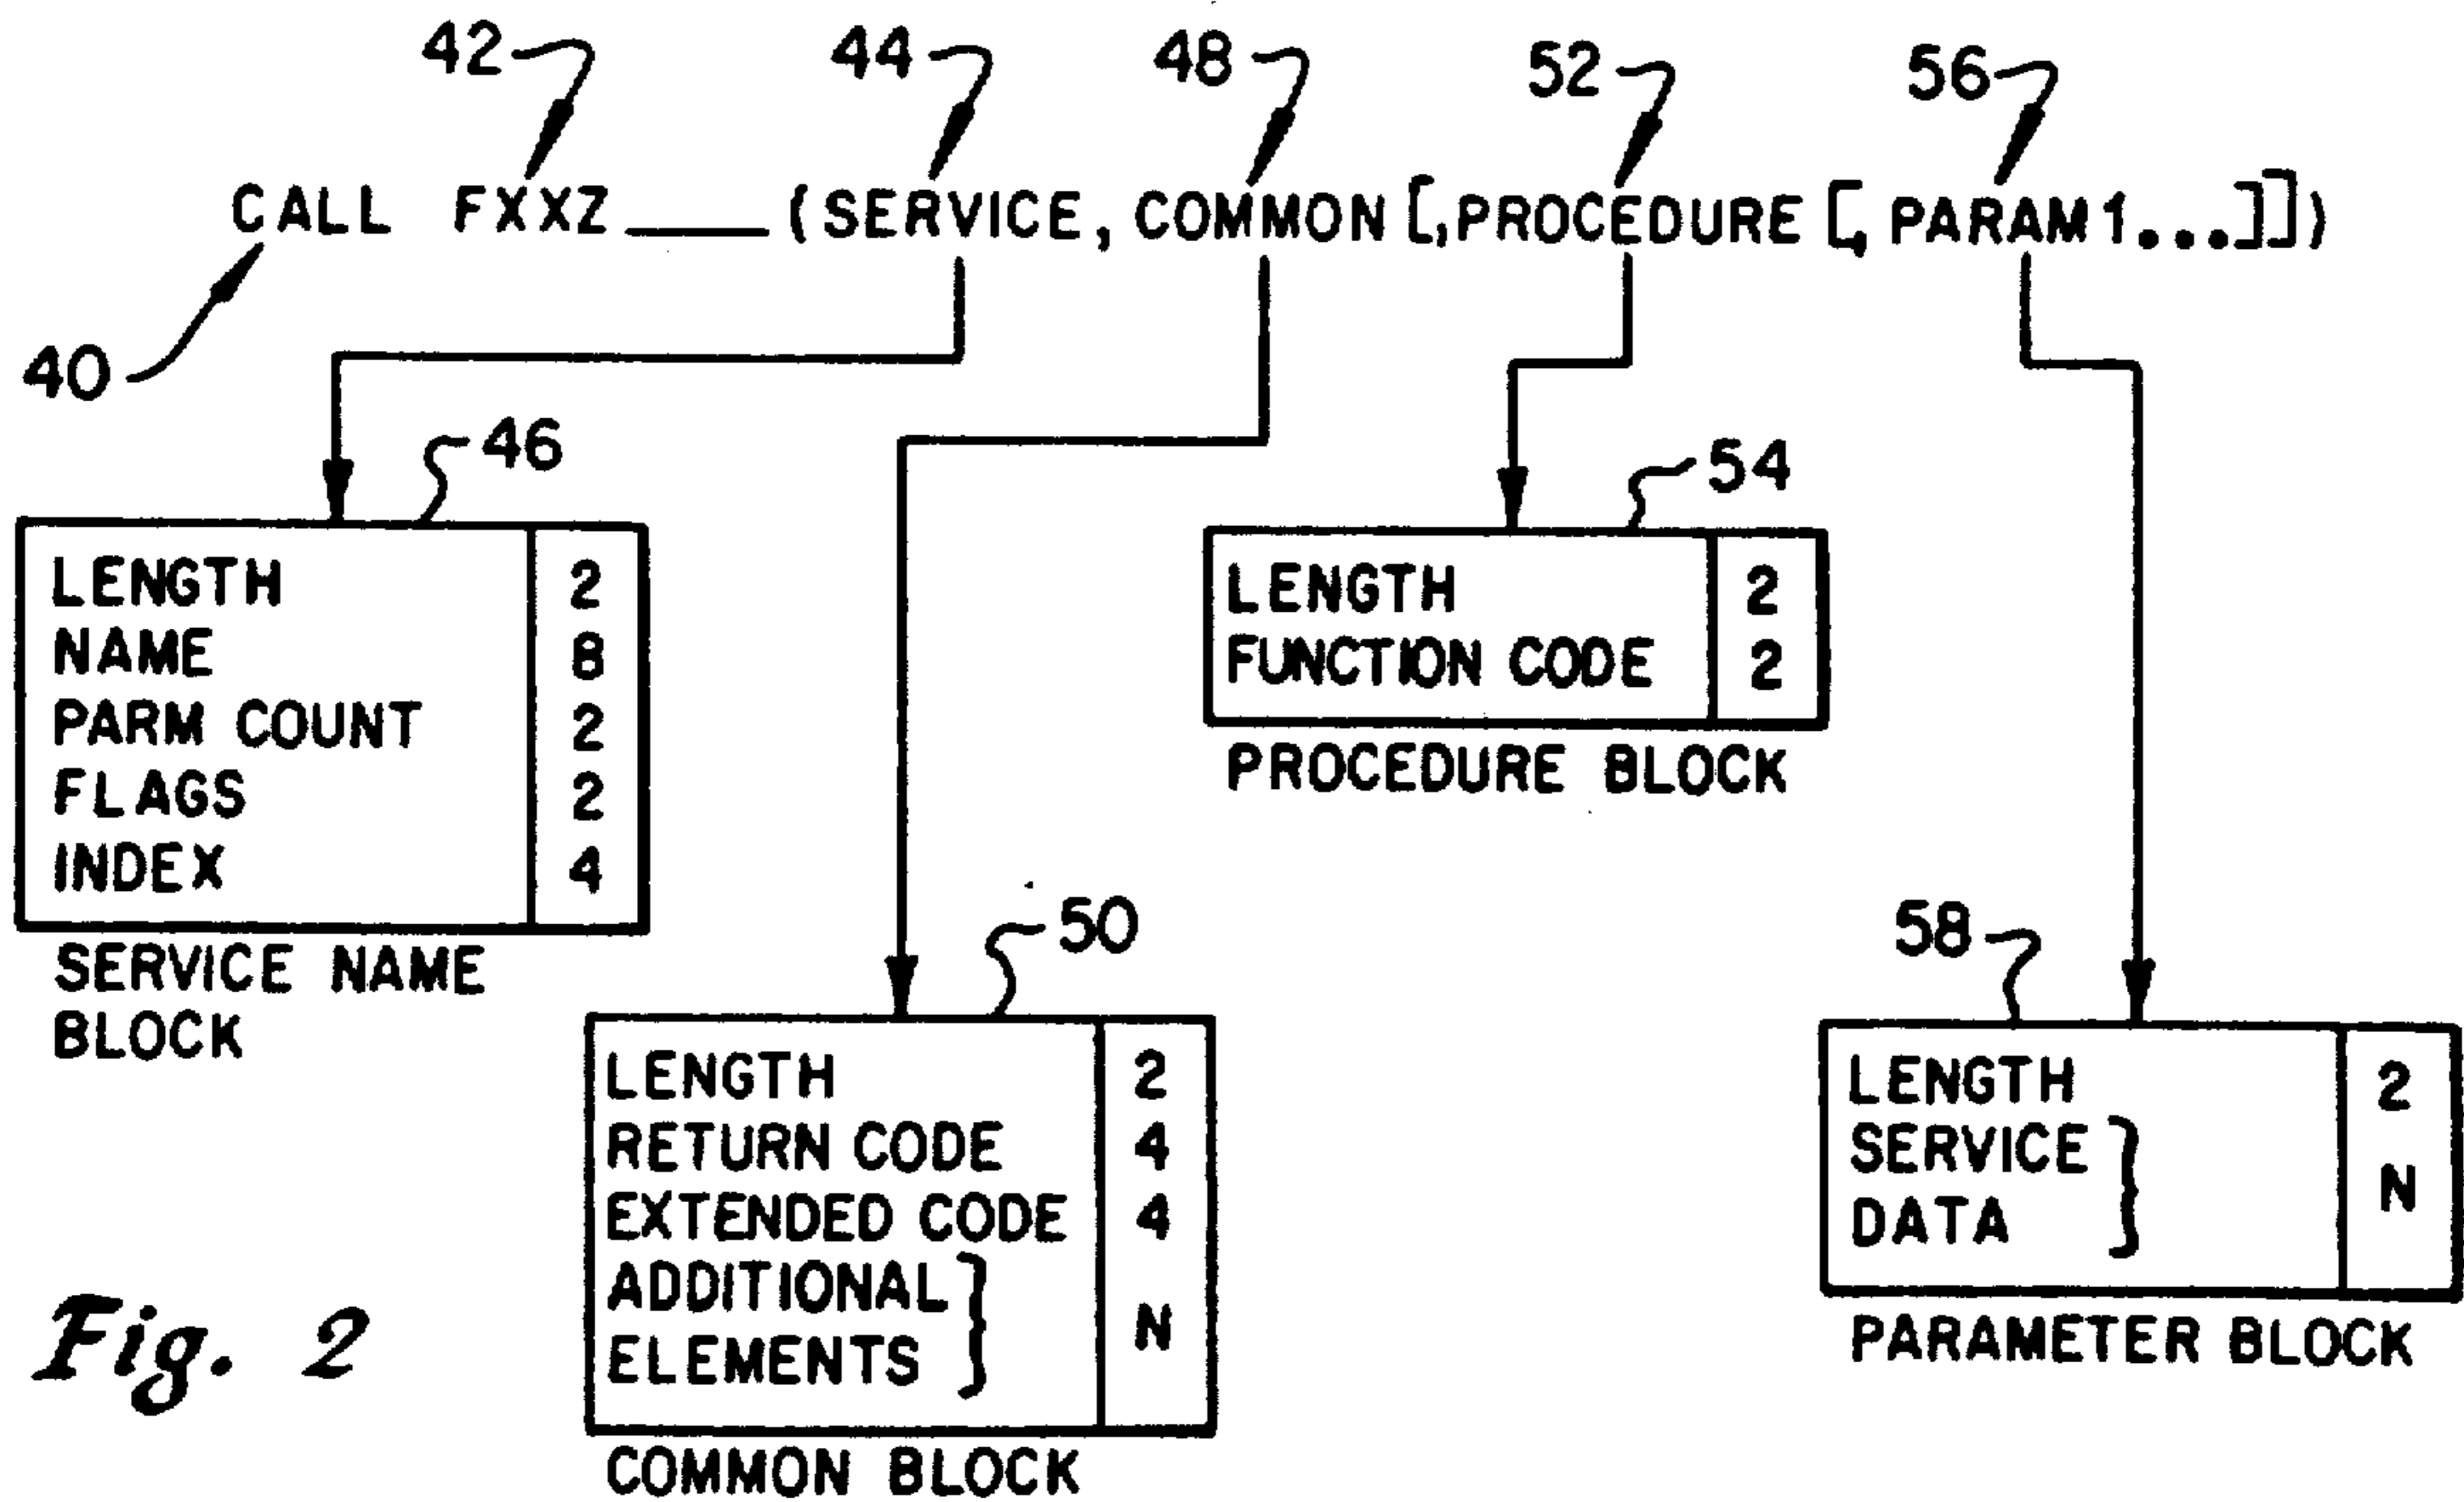 42 44 48 52 56
CALL FXXZ____(SERVICE, COMMON [,PROCEDURE [, PARAM1...]])
40
46
54
LENGTH 2
NAME 8
PARM COUNT 2
FLAGS 2
INDEX 4
SERVICE NAME
BLOCK
LENGTH 2
FUNCTION CODE 2
PROCEDURE BLOCK
50
58
LENGTH 2
RETURN CODE 4
EXTENDED CODE 4
ADDITIONAL
ELEMENTS } N
COMMON BLOCK
LENGTH 2
SERVICE
DATA } N
PARAMETER BLOCK
Fig. 2